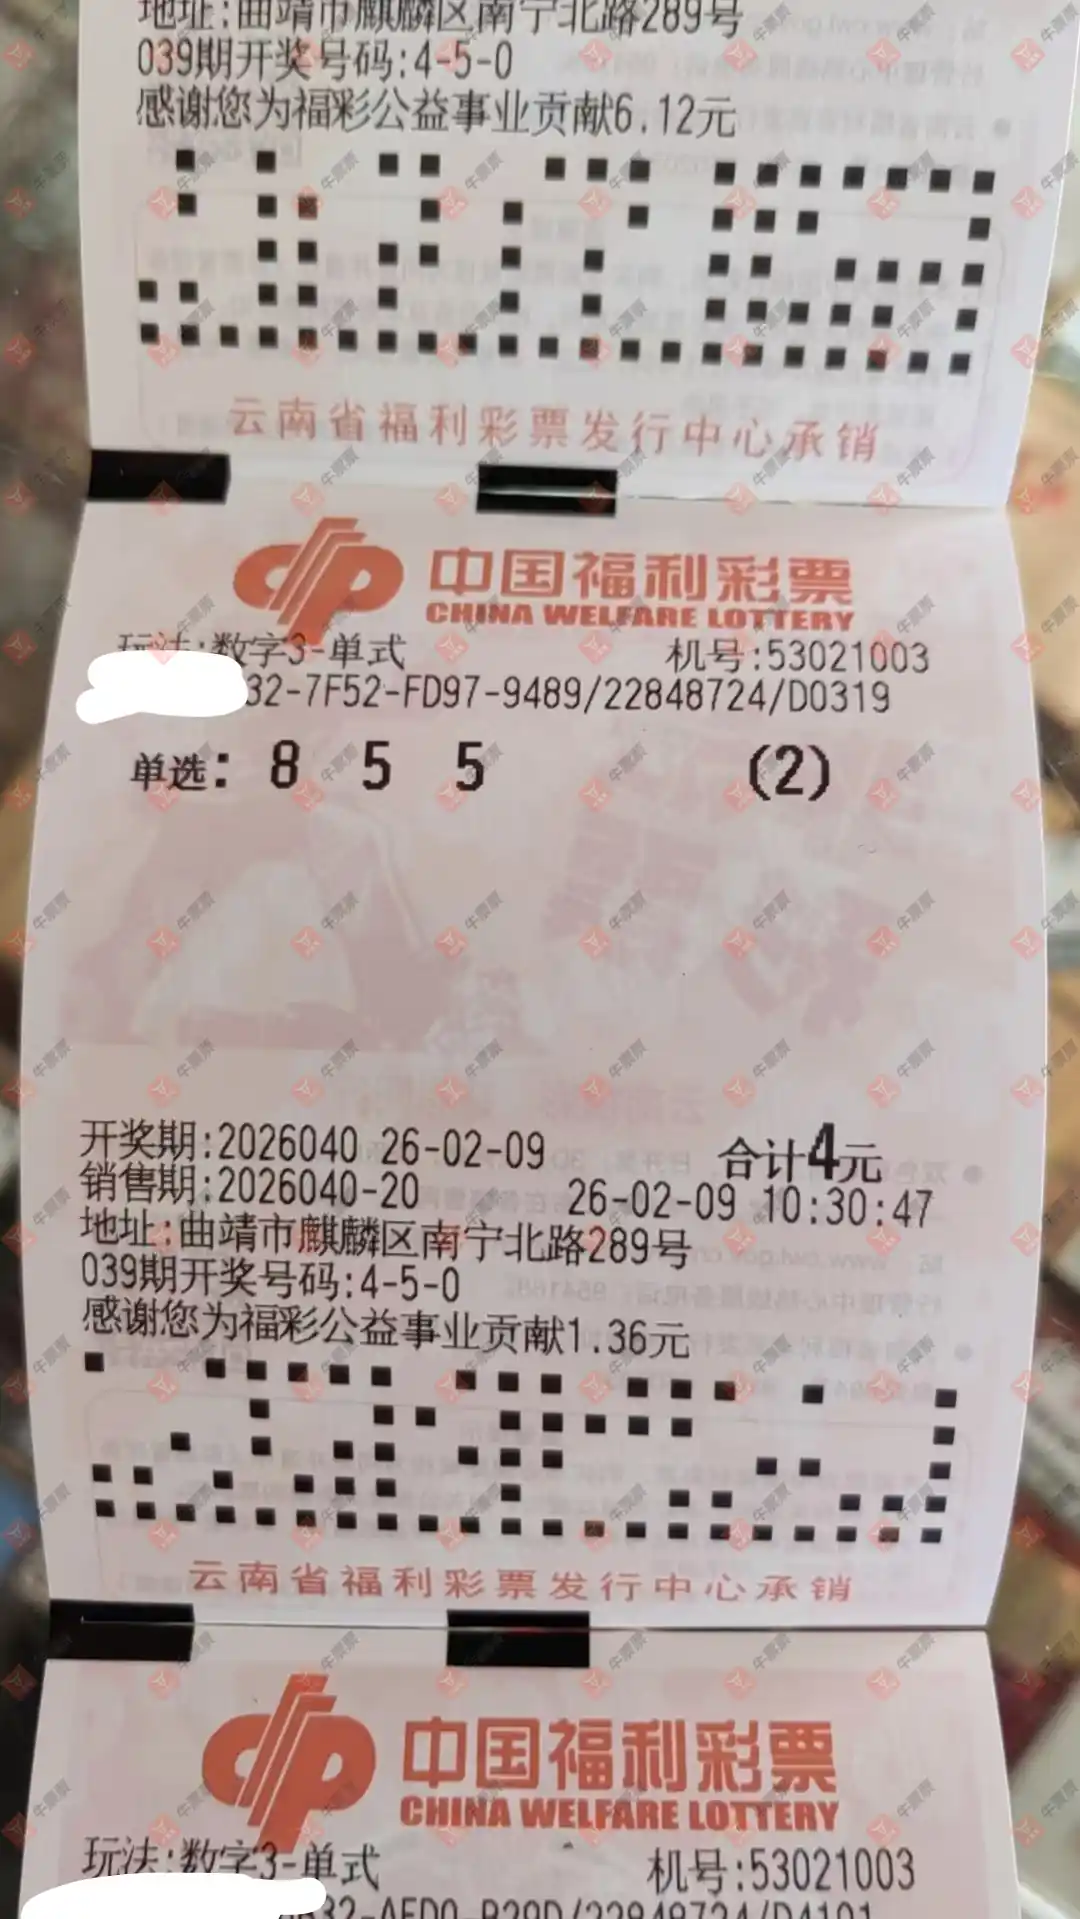 地址:曲靖市麒麟区南宁北路289号
039期开奖号码:4-5-0
感谢您为福彩公益事业贡献6.12元
云南省福利彩票发行中心承销
中国福利彩票
CHINA WELFARE LOTTERY
玩法:数字3-单式 机号:53021003
32-7F52-FD97-9489/22848724/D0319
单选: 8 5 5 (2)
开奖期:2026040 26-02-09 合计4元
销售期:2026040-20 26-02-09 10:30:47
地址:曲靖市麒麟区南宁北路289号
039期开奖号码:4-5-0
感谢您为福彩公益事业贡献1.36元
云南省福利彩票发行中心承销
中国福利彩票
CHINA WELFARE LOTTERY
玩法:数字3-单式 机号:53021003
牛票票